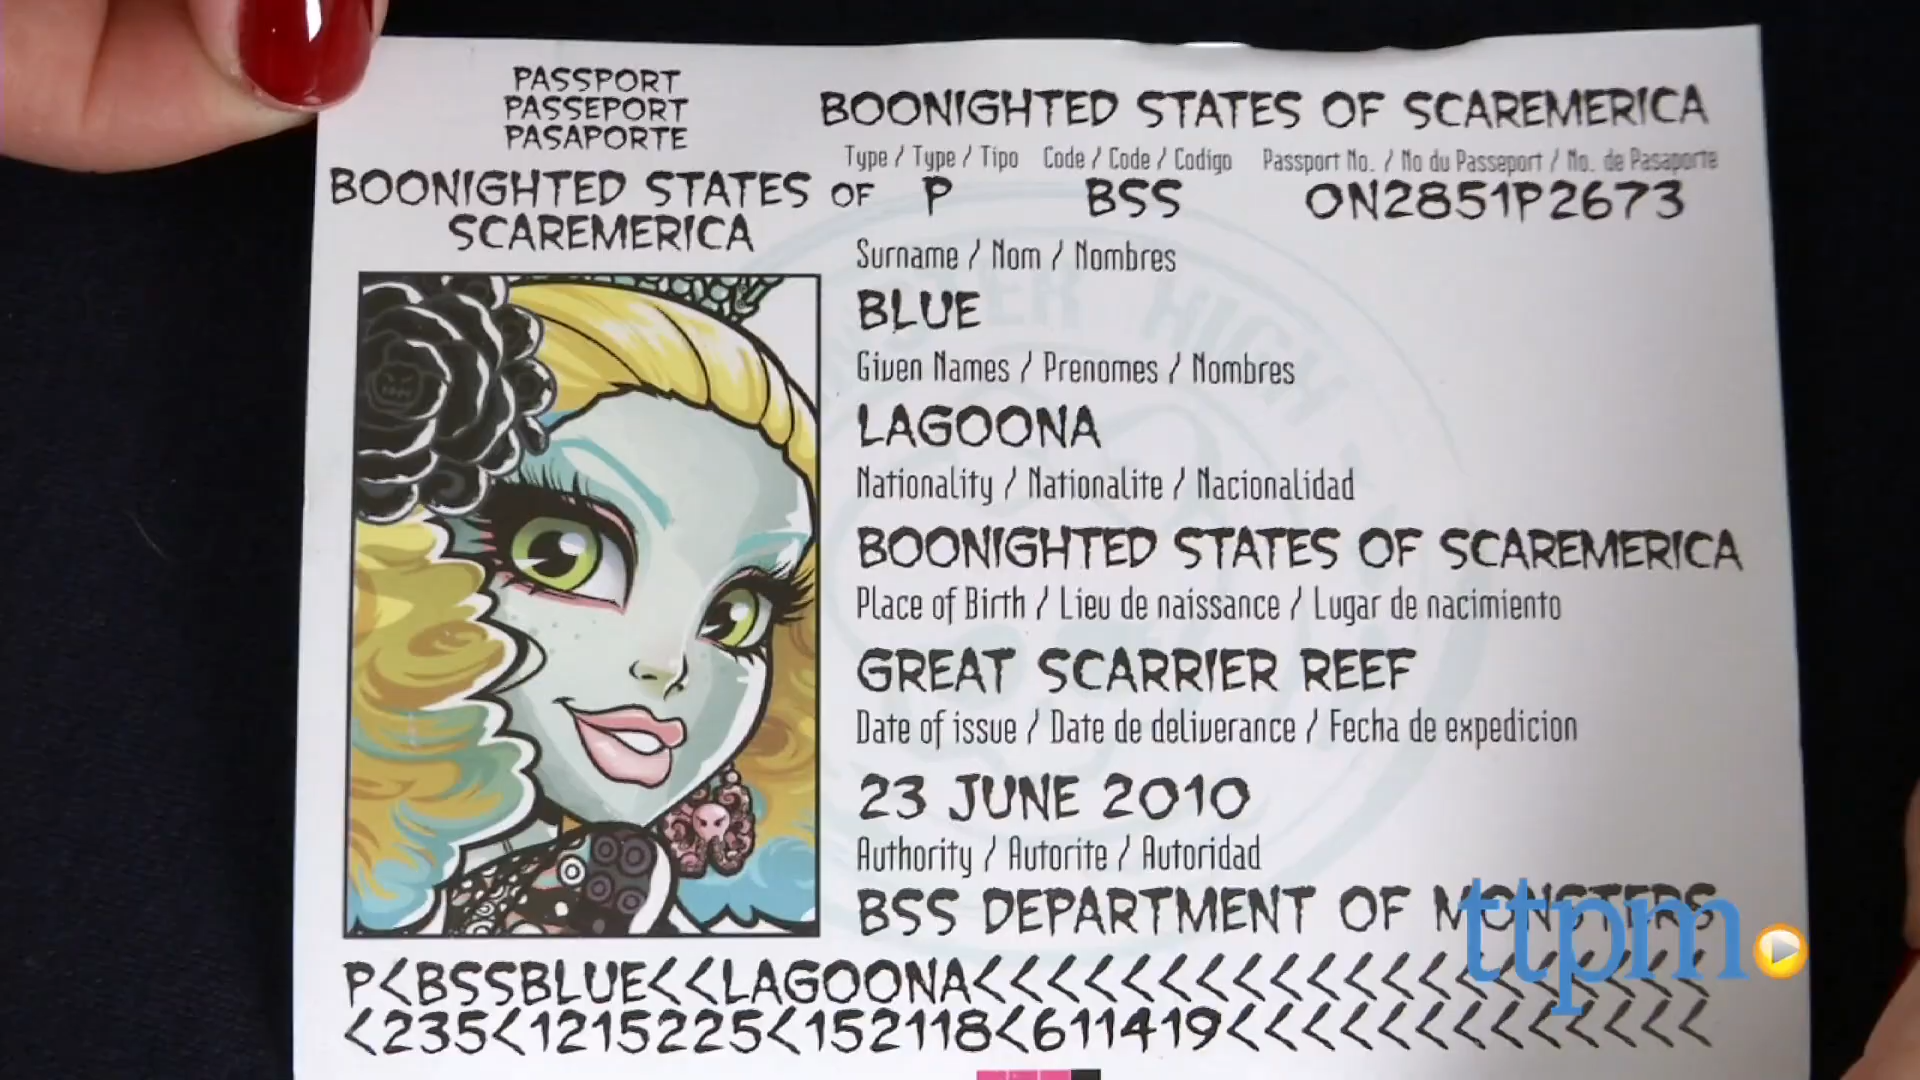 PASSPORT
PASSEPORT
PASAPORTE
BOONIGHTED STATES OF
SCAREMERICA
BOONIGHTED STATES OF SCAREMERICA
Type / Type / Tipo Code / Code / Codigo Passport No. / No du Passeport / No. de Pasaporte
P BSS ON2851P2673
Surname / Nom / Nombres
BLUE
Given Names / Prenomes / Nombres
LAGOONA
Nationality / Nationalite / Nacionalidad
BOONIGHTED STATES OF SCAREMERICA
Place of Birth / Lieu de naissance / Lugar de nacimiento
GREAT SCARRIER REEF
Date of issue / Date de deliverance / Fecha de expedicion
23 JUNE 2010
Authority / Autorite / Autoridad
BSS DEPARTMENT OF MONSTERS
P<BSSBLUE<<LAGOONA<<<<<<<<<<<<<<<<<<<<<
<235<1215225<152118<611419<<<<<<<<<<<<<<
HIGH
ttpm